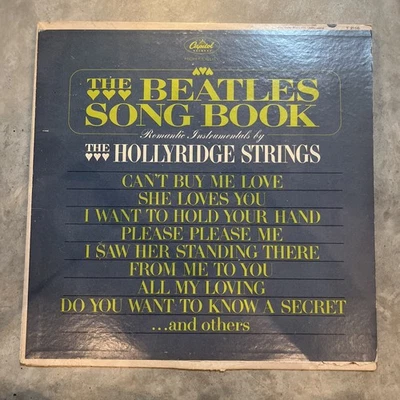 Capitol
THE BEATLES
SONG BOOK
Romantic Instrumentals by
THE HOLLYRIDGE STRINGS
CAN'T BUY ME LOVE
SHE LOVES YOU
I WANT TO HOLD YOUR HAND
PLEASE PLEASE ME
I SAW HER STANDING THERE
FROM ME TO YOU
ALL MY LOVING
DO YOU WANT TO KNOW A SECRET
...and others